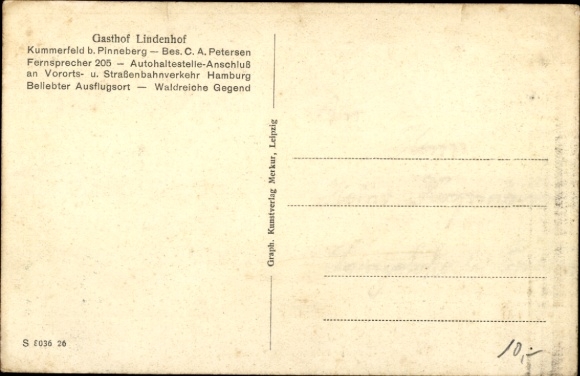 Gasthof Lindenhof
Kummerfeld b. Pinneberg — Bes. C. A. Petersen
Fernsprecher 205 — Autohaltestelle-Anschluß
an Vororts- u. Straßenbahnverkehr Hamburg
Beliebter Ausflugsort — Waldreiche Gegend
Graph. Kunstverlag Merkur, Leipzig
S 8036 26
10,-